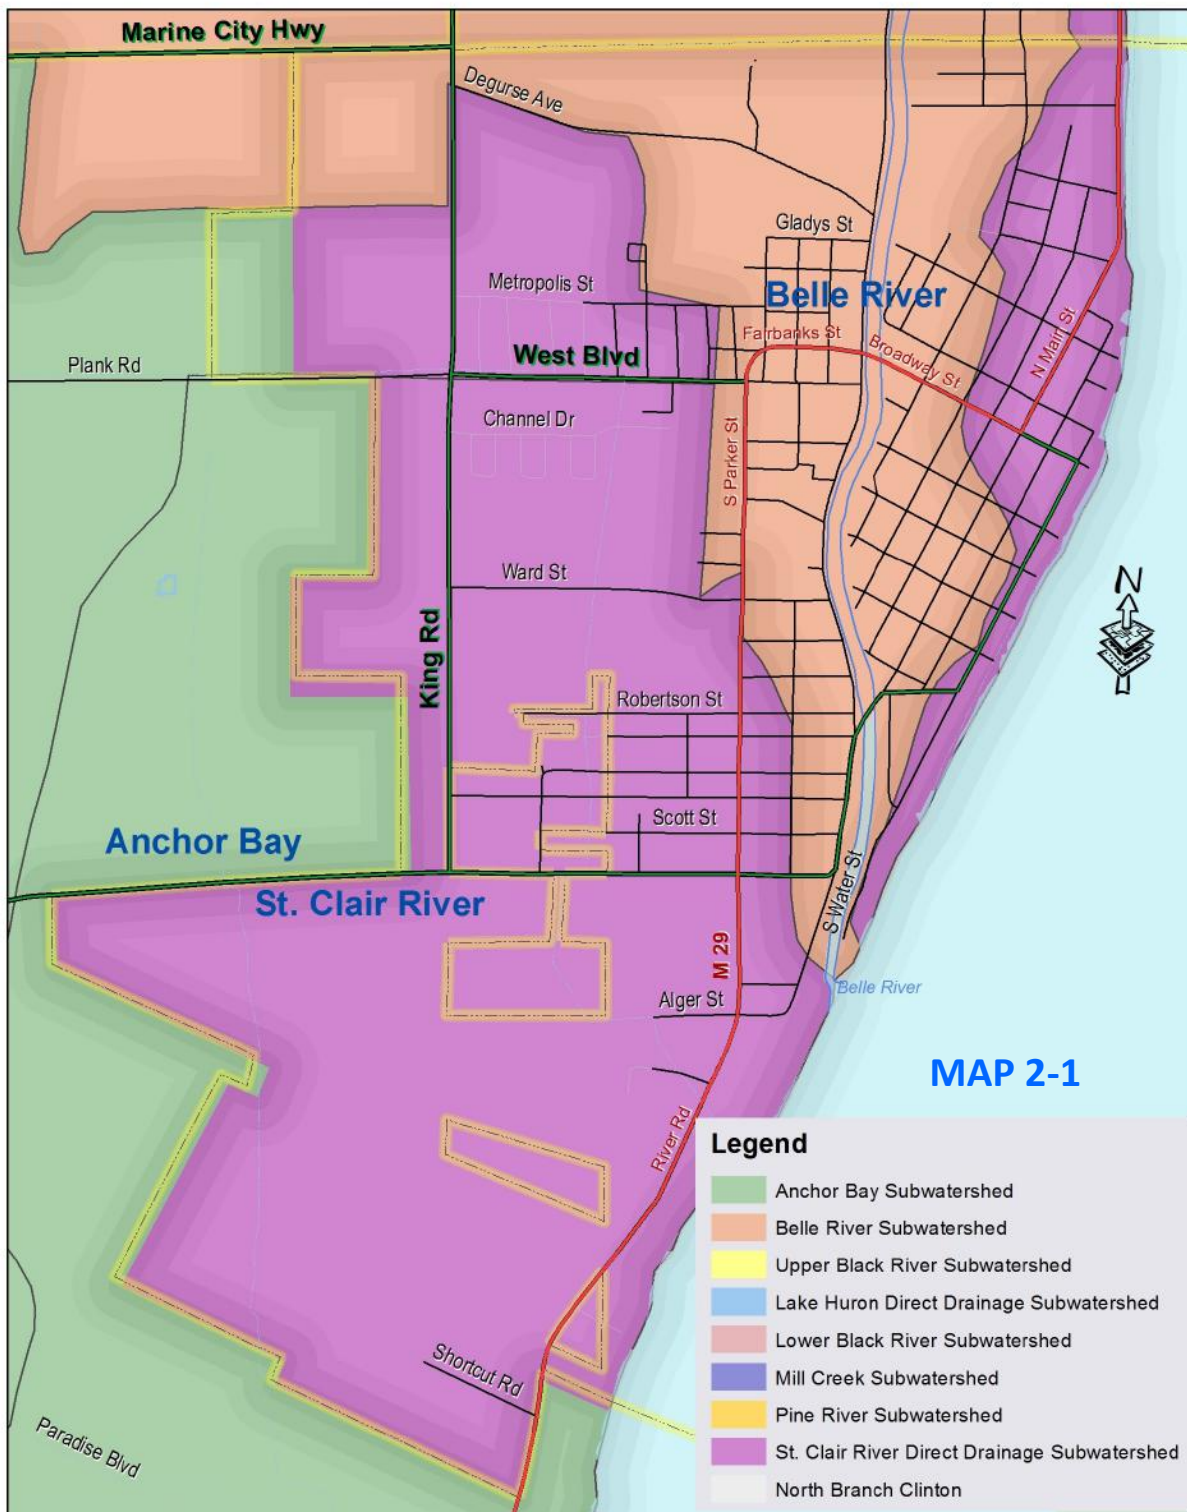 Marine City Hwy
Degurse Ave
Gladys St
Metropolis St
Belle River
Fairbanks St
Broadway St
N Main St
West Blvd
Plank Rd
Channel Dr
S Parker St
N
Ward St
King Rd
Robertson St
Scott St
Anchor Bay
St. Clair River
S Water St
M 29
Belle River
Alger St
MAP 2-1
River Rd
Shortcut Rd
Paradise Blvd
Legend
Anchor Bay Subwatershed
Belle River Subwatershed
Upper Black River Subwatershed
Lake Huron Direct Drainage Subwatershed
Lower Black River Subwatershed
Mill Creek Subwatershed
Pine River Subwatershed
St. Clair River Direct Drainage Subwatershed
North Branch Clinton